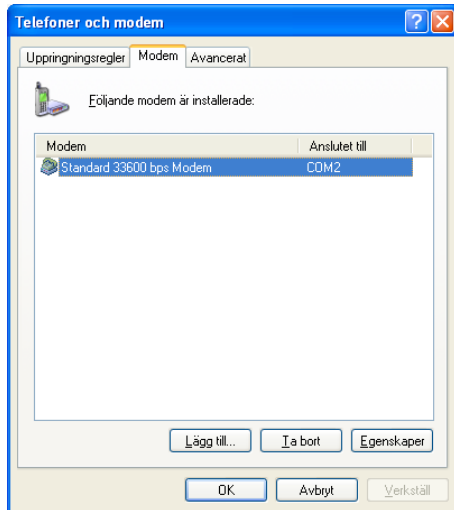 Telefoner och modem
Uppringningsregler Modem Avancerat
Följande modem är installerade:
Modem Anslutet till
Standard 33600 bps Modem COM2
Lägg till... Ta bort Egenskaper
OK Avbryt Verkställ